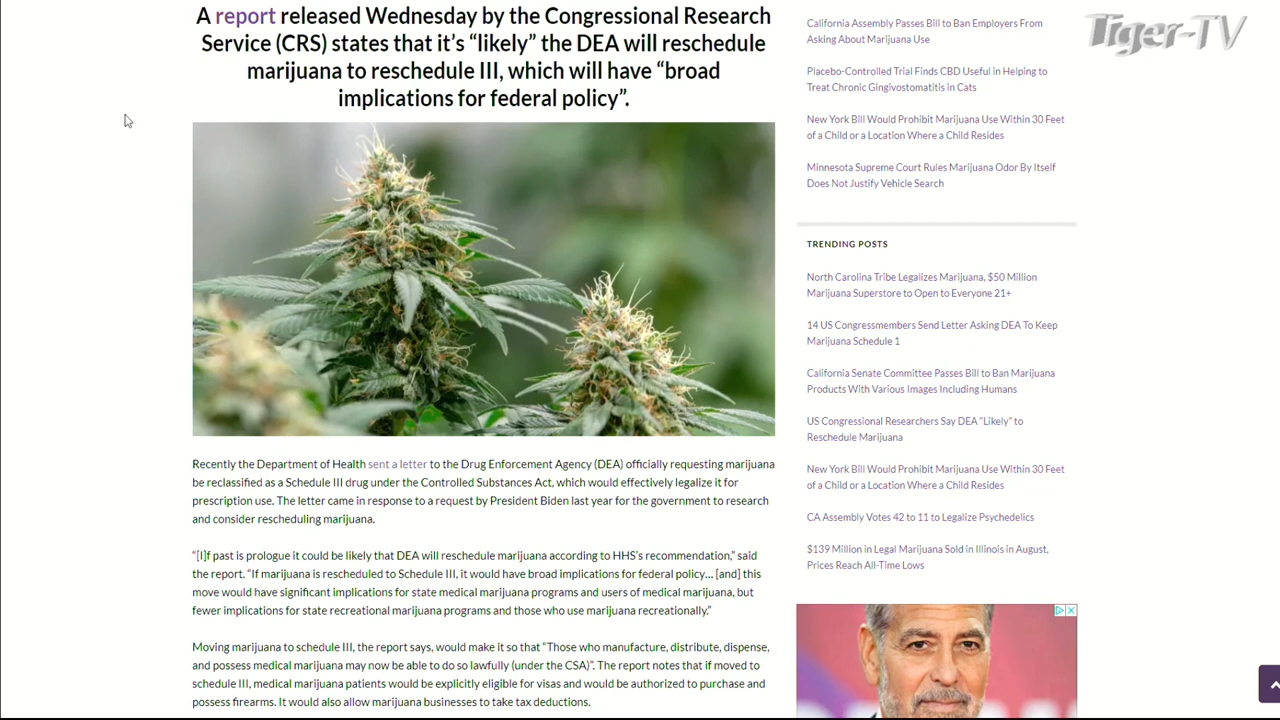 A report released Wednesday by the Congressional Research
Service (CRS) states that it's “likely” the DEA will reschedule
marijuana to reschedule III, which will have “broad
implications for federal policy”.
Recently the Department of Health sent a letter to the Drug Enforcement Agency (DEA) officially requesting marijuana
be reclassified as a Schedule III drug under the Controlled Substances Act, which would effectively legalize it for
prescription use. The letter came in response to a request by President Biden last year for the government to research
and consider rescheduling marijuana.
“[I]f past is prologue it could be likely that DEA will reschedule marijuana according to HHS's recommendation,” said
the report. “If marijuana is rescheduled to Schedule III, it would have broad implications for federal policy… [and] this
move would have significant implications for state medical marijuana programs and users of medical marijuana, but
fewer implications for state recreational marijuana programs and those who use marijuana recreationally.”
Moving marijuana to schedule III, the report says, would make it so that “Those who manufacture, distribute, dispense,
and possess medical marijuana may now be able to do so lawfully (under the CSA)”. The report notes that if moved to
schedule III, medical marijuana patients would be explicitly eligible for visas and would be authorized to purchase and
possess firearms. It would also allow marijuana businesses to take tax deductions.
California Assembly Passes Bill to Ban Employers From
Asking About Marijuana Use
Placebo-Controlled Trial Finds CBD Useful in Helping to
Treat Chronic Gingivostomatitis in Cats
New York Bill Would Prohibit Marijuana Use Within 30 Feet
of a Child or a Location Where a Child Resides
Minnesota Supreme Court Rules Marijuana Odor By Itself
Does Not Justify Vehicle Search
TRENDING POSTS
North Carolina Tribe Legalizes Marijuana, $50 Million
Marijuana Superstore to Open to Everyone 21+
14 US Congressmembers Send Letter Asking DEA To Keep
Marijuana Schedule 1
California Senate Committee Passes Bill to Ban Marijuana
Products With Various Images Including Humans
US Congressional Researchers Say DEA “Likely” to
Reschedule Marijuana
New York Bill Would Prohibit Marijuana Use Within 30 Feet
of a Child or a Location Where a Child Resides
CA Assembly Votes 42 to 11 to Legalize Psychedelics
$139 Million in Legal Marijuana Sold in Illinois in August,
Prices Reach All-Time Lows
Tiger-TV